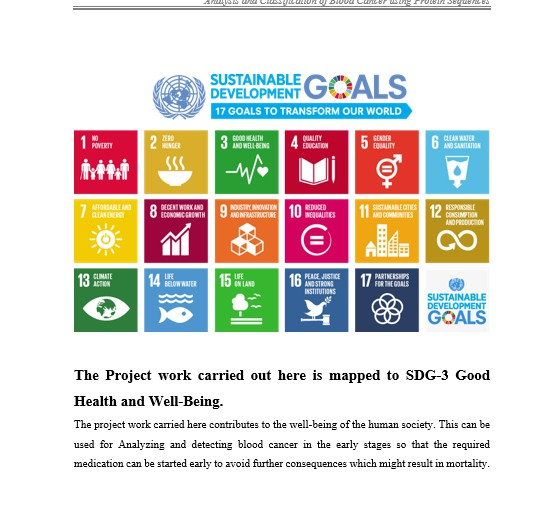 Analysis and Classification of Blood Cancer using Protein Sequences
SUSTAINABLE
DEVELOPMENT
GOALS
17 GOALS TO TRANSFORM OUR WORLD
1 NO
POVERTY
2 ZERO
HUNGER
3 GOOD HEALTH
AND WELL-BEING
4 QUALITY
EDUCATION
5 GENDER
EQUALITY
6 CLEAN WATER
AND SANITATION
7 AFFORDABLE AND
CLEAN ENERGY
8 DECENT WORK AND
ECONOMIC GROWTH
9 INDUSTRY, INNOVATION
AND INFRASTRUCTURE
10 REDUCED
INEQUALITIES
11 SUSTAINABLE CITIES
AND COMMUNITIES
12 RESPONSIBLE
CONSUMPTION
AND PRODUCTION
13 CLIMATE
ACTION
14 LIFE
BELOW WATER
15 LIFE
ON LAND
16 PEACE, JUSTICE
AND STRONG
INSTITUTIONS
17 PARTNERSHIPS
FOR THE GOALS
SUSTAINABLE
DEVELOPMENT
GOALS
The Project work carried out here is mapped to SDG-3 Good
Health and Well-Being.
The project work carried here contributes to the well-being of the human society. This can be
used for Analyzing and detecting blood cancer in the early stages so that the required
medication can be started early to avoid further consequences which might result in mortality.